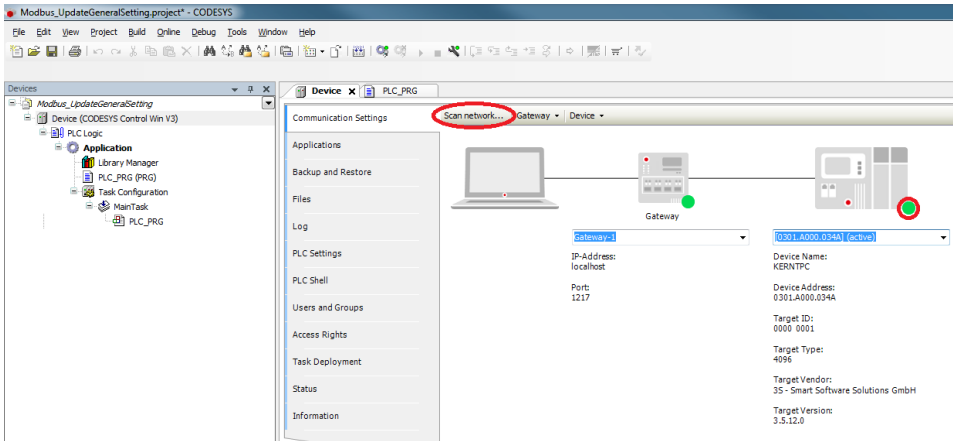 Modbus_UpdateGeneralSetting.project* - CODESYS
File Edit View Project Build Online Debug Tools Window Help
Devices
Modbus_UpdateGeneralSetting
Device (CODESYS Control Win V3)
PLC Logic
Application
Library Manager
PLC_PRG (PRG)
Task Configuration
MainTask
PLC_PRG
Device
PLC_PRG
Communication Settings
Applications
Backup and Restore
Files
Log
PLC Settings
PLC Shell
Users and Groups
Access Rights
Task Deployment
Status
Information
Scan network... Gateway Device
Gateway
Gateway-1
IP-Address:
localhost
Port:
1217
[0301.A000.034A] (active)
Device Name:
KERNTPC
Device Address:
0301.A000.034A
Target ID:
0000 0001
Target Type:
4096
Target Vendor:
3S - Smart Software Solutions GmbH
Target Version:
3.5.12.0